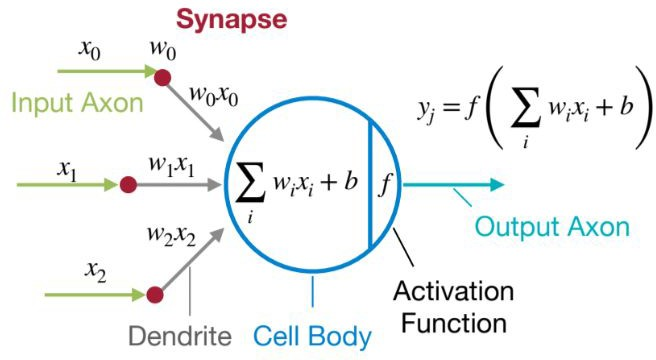 Synapse
x₀
w₀
w₀x₀
Input Axon
yⱼ = f(∑ᵢ wᵢxᵢ + b)
x₁
w₁x₁
∑ᵢ wᵢxᵢ + b
f
w₂x₂
Output Axon
x₂
Activation
Function
Dendrite
Cell Body